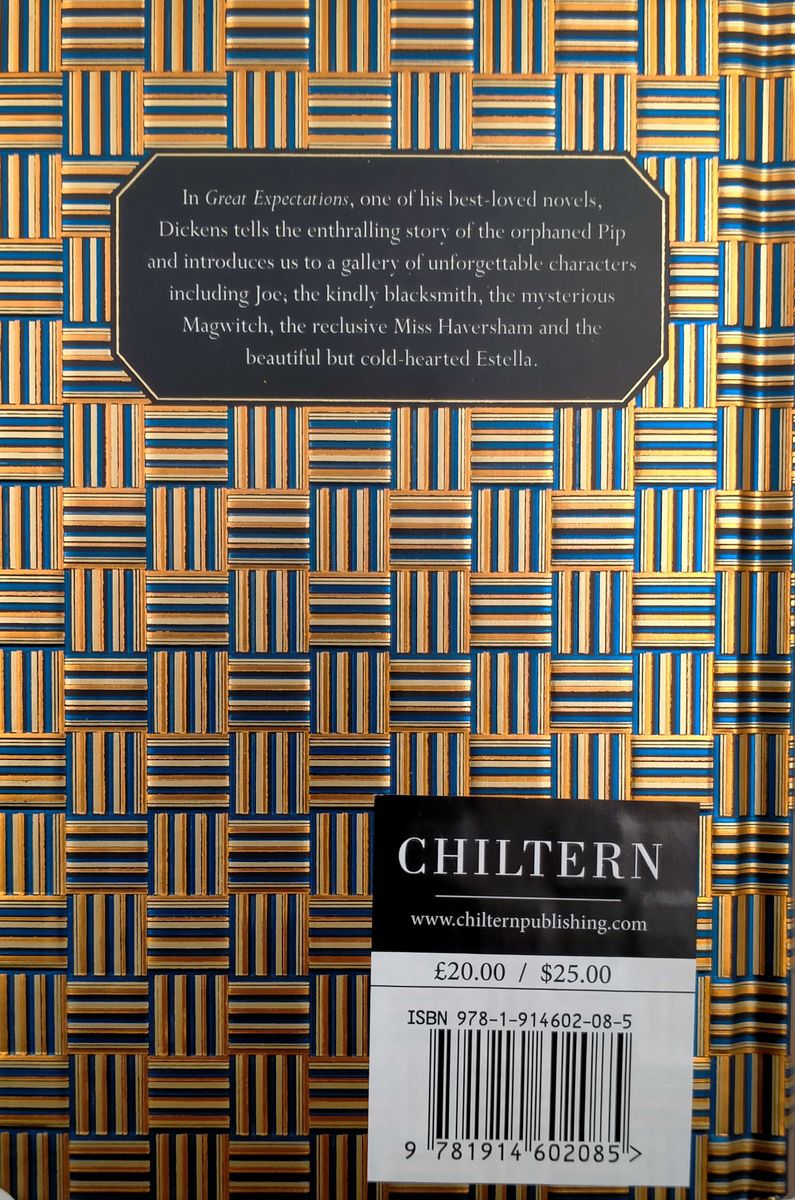 In Great Expectations, one of his best-loved novels,
Dickens tells the enthralling story of the orphaned Pip
and introduces us to a gallery of unforgettable characters
including Joe, the kindly blacksmith, the mysterious
Magwitch, the reclusive Miss Haversham and the
beautiful but cold-hearted Estella.
CHILTERN
www.chilternpublishing.com
£20.00 / $25.00
ISBN 978-1-914602-08-5
9 781914 602085 >